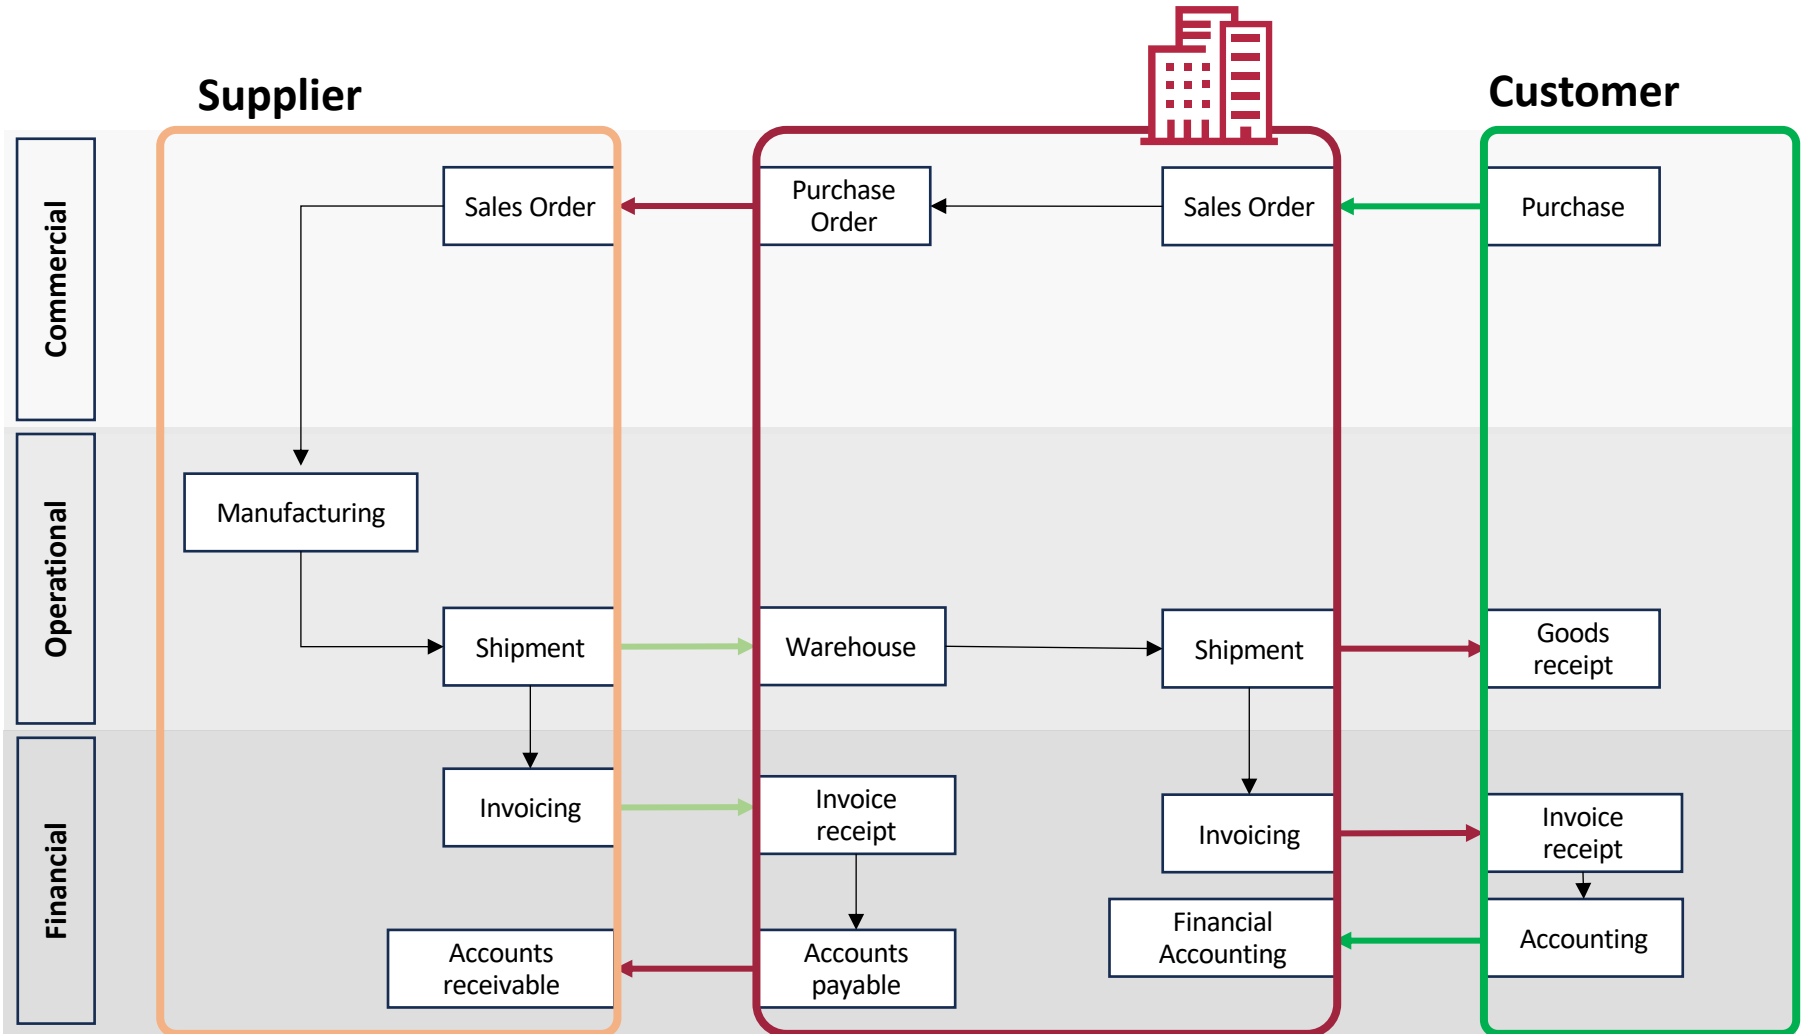 Supplier
Customer
Commercial
Sales Order
Purchase
Order
Sales Order
Purchase
Operational
Manufacturing
Shipment
Warehouse
Shipment
Goods
receipt
Financial
Invoicing
Invoice
receipt
Invoicing
Invoice
receipt
Accounts
receivable
Accounts
payable
Financial
Accounting
Accounting